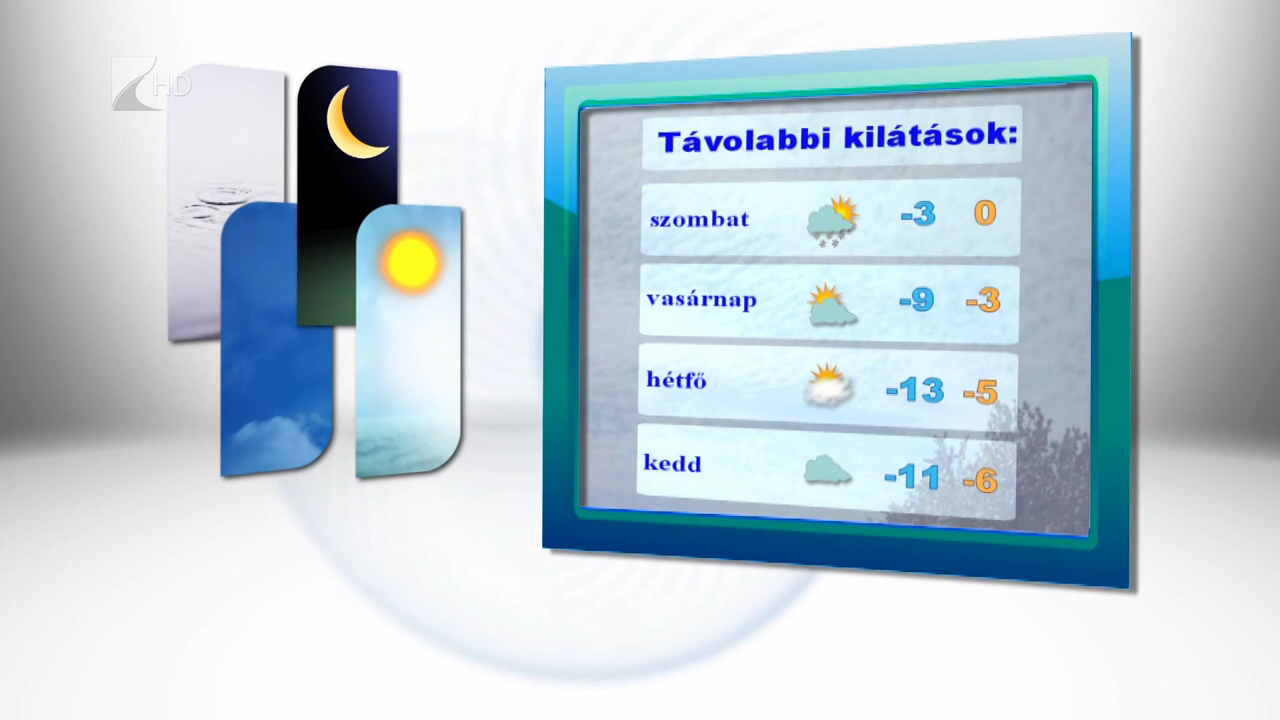 HD
Távolabbi kilátások:
szombat -3 0
vasárnap -9 -3
hétfő -13 -5
kedd -11 -6